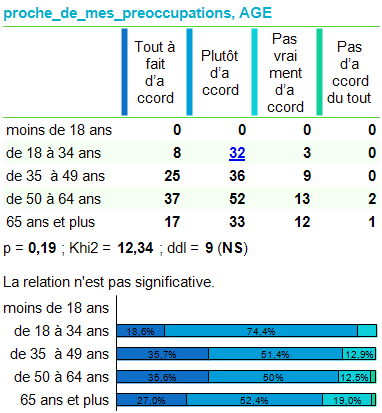 proche_de_mes_preoccupations, AGE
Tout à fait d'a ccord Plutôt d'a ccord Pas vrai ment d'a ccord Pas d'a ccord du tout
moins de 18 ans 0 0 0 0
de 18 à 34 ans 8 32 3 0
de 35 à 49 ans 25 36 9 0
de 50 à 64 ans 37 52 13 2
65 ans et plus 17 33 12 1
p = 0,19 ; Khi2 = 12,34 ; ddl = 9 (NS)
La relation n'est pas significative.
moins de 18 ans
de 18 à 34 ans 18,6% 74,4%
de 35 à 49 ans 35,7% 51,4% 12,9%
de 50 à 64 ans 35,6% 50% 12,5%
65 ans et plus 27,0% 52,4% 19,0%